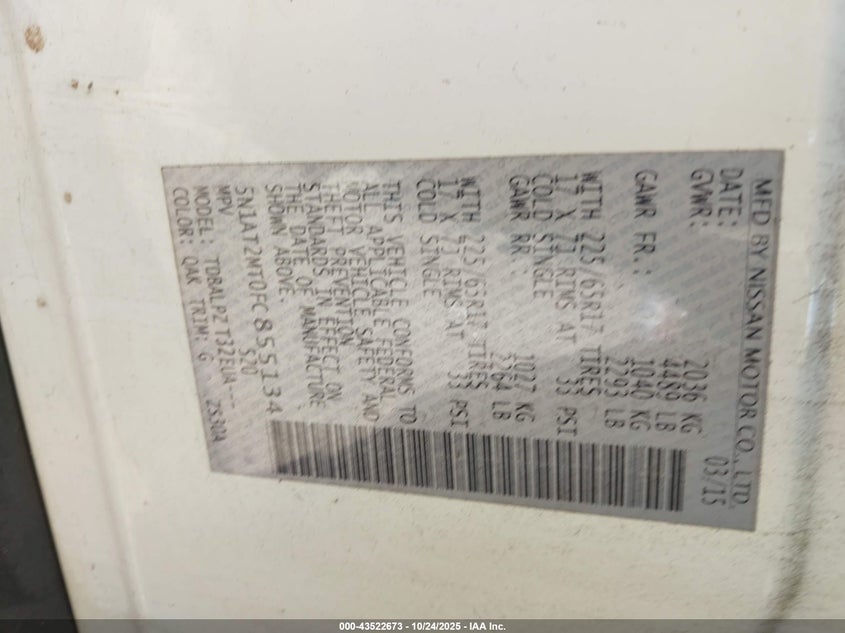 MFD BY NISSAN MOTOR CO., LTD.
DATE: 03/15
GVWR: 2036 KG
4489 LB
GAWR FR.: 1040 KG
2293 LB
WITH 225/65R17 TIRES
17 X 7J RIMS AT 33 PSI
COLD SINGLE
GAWR RR.: 1027 KG
2264 LB
WITH 225/65R17 TIRES
17 X 7J RIMS AT 33 PSI
COLD SINGLE
THIS VEHICLE CONFORMS TO
ALL APPLICABLE FEDERAL
MOTOR VEHICLE SAFETY AND
THEFT PREVENTION
STANDARDS IN EFFECT ON
THE DATE OF MANUFACTURE
SHOWN ABOVE.
5N1AT2MT0FC855134
MPV S20
MODEL: TDBALPZ T32EUA---
COLOR: QAK TRIM: G ZS30A
000-43522673 - 10/24/2025 - IAA Inc.